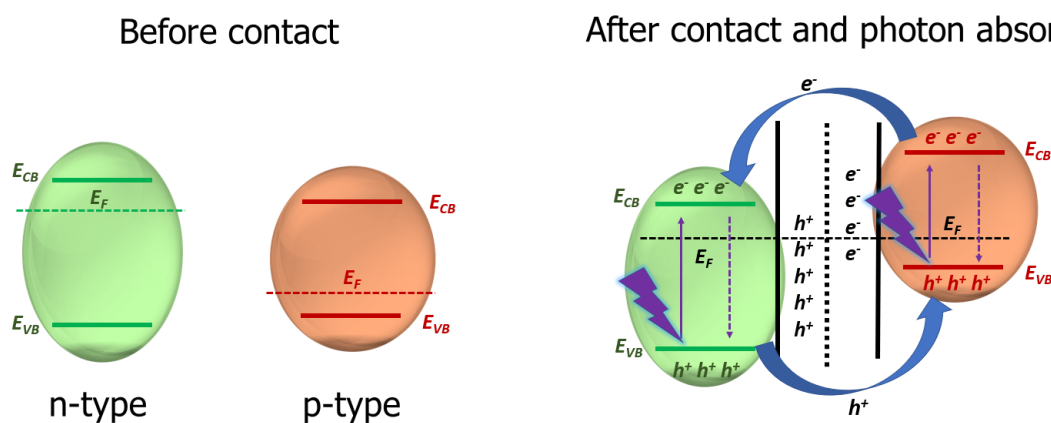 Before contact
After contact and photon absor
E_CB
E_F
E_VB
n-type
E_CB
E_F
E_VB
p-type
e-
e- e- e-
E_CB
E_F
E_VB
h+ h+ h+
h+
h+
h+
h+
h+
e-
e-
e-
e-
e- e- e-
E_CB
E_F
E_VB
h+ h+ h+
h+